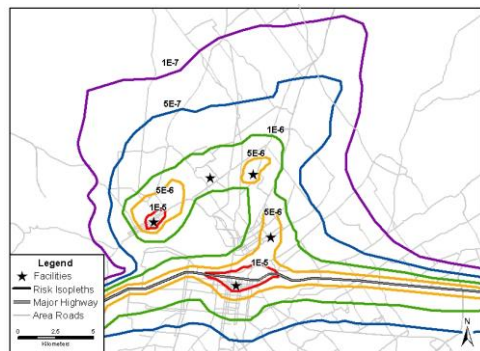 1E-7
5E-7
1E-6
5E-6
5E-6
1E-5
5E-6
1E-5
Legend
Facilities
Risk Isopleths
Major Highway
Area Roads
0 2.5 5
Kilometers
N